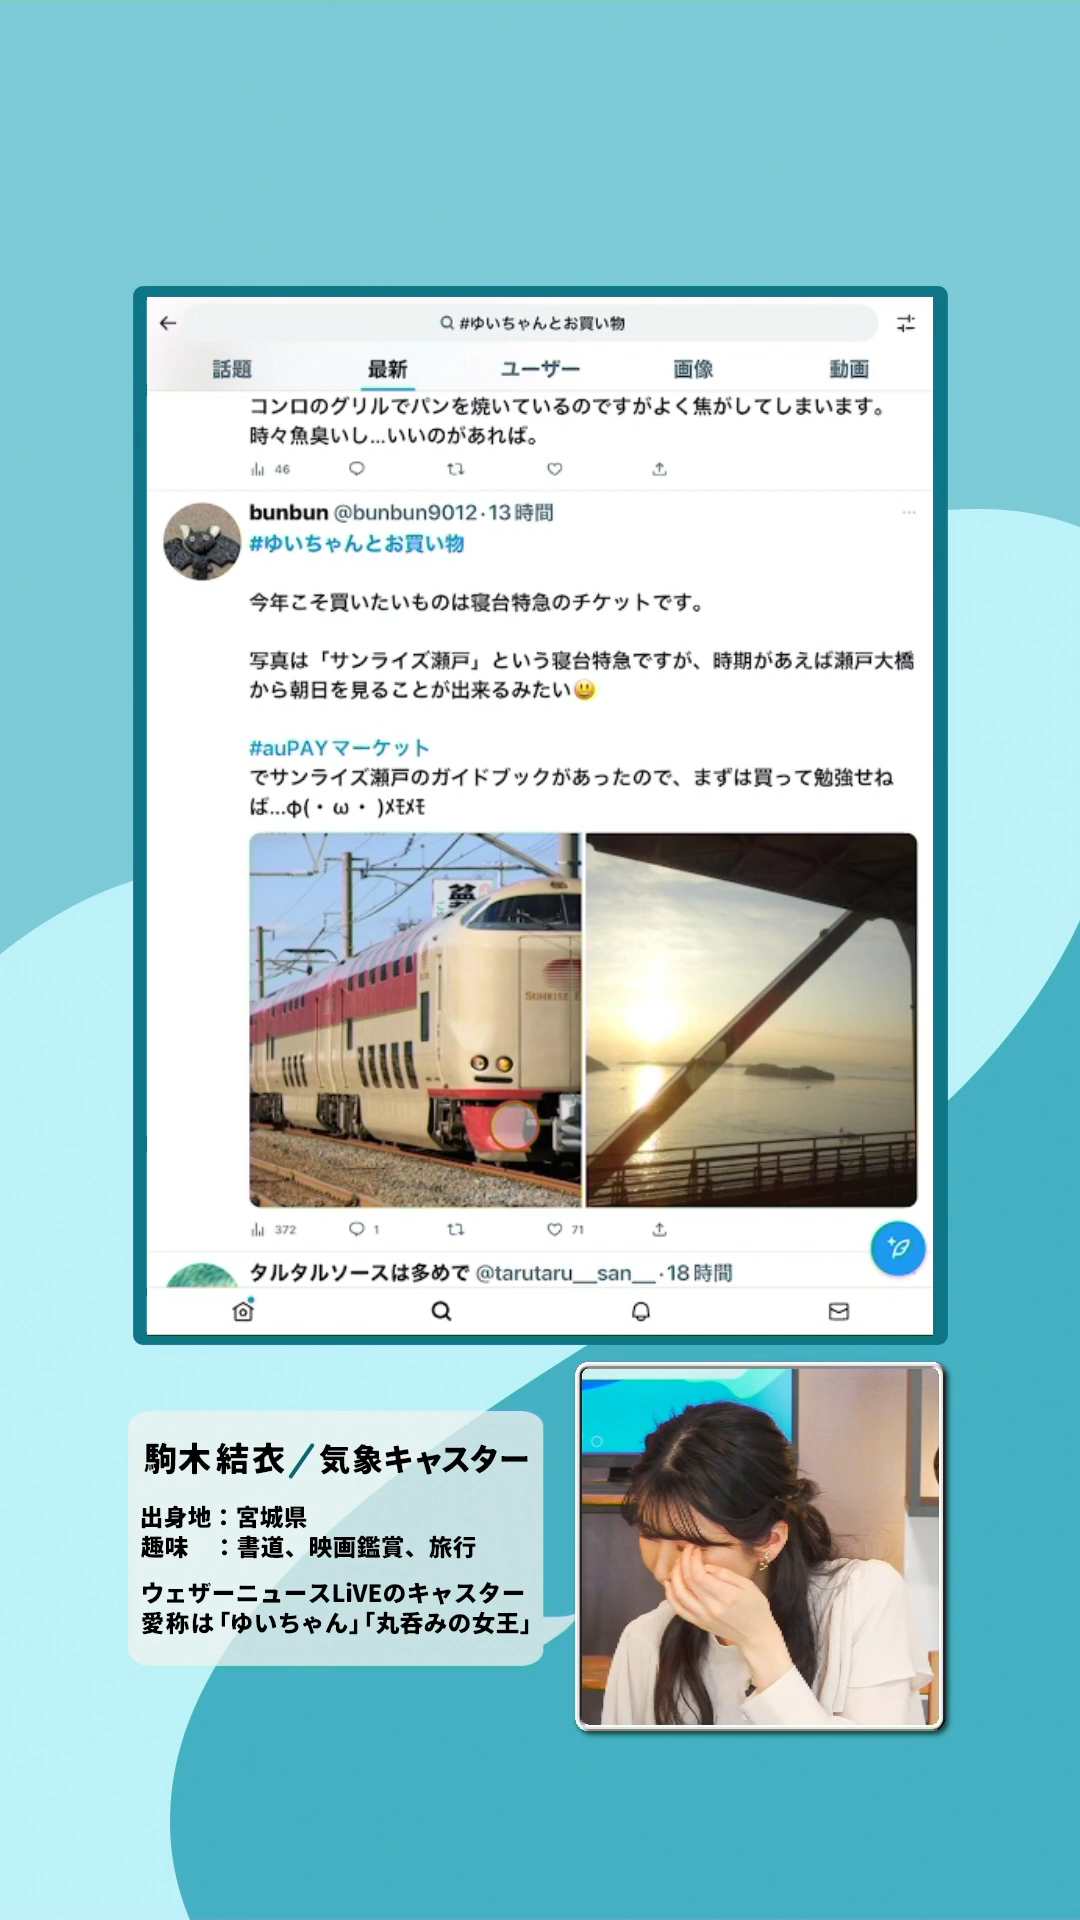 #ゆいちゃんとお買い物
話題 最新 ユーザー 画像 動画
コンロのグリルでパンを焼いているのですがよく焦がしてしまいます。
時々魚臭いし...いいのがあれば。
46
bunbun @bunbun9012・13時間
#ゆいちゃんとお買い物
今年こそ買いたいものは寝台特急のチケットです。
写真は「サンライズ瀬戸」という寝台特急ですが、時期があえば瀬戸大橋
から朝日を見ることが出来るみたい😃
#auPAYマーケット
でサンライズ瀬戸のガイドブックがあったので、まずは買って勉強せね
ば...φ(・ω・ )ﾒﾓﾒﾓ
SUNRISE E
372 1 71
タルタルソースは多めで @tarutaru__san__・18時間
駒木結衣／気象キャスター
出身地：宮城県
趣味　：書道、映画鑑賞、旅行
ウェザーニュースLiVEのキャスター
愛称は「ゆいちゃん」「丸呑みの女王」